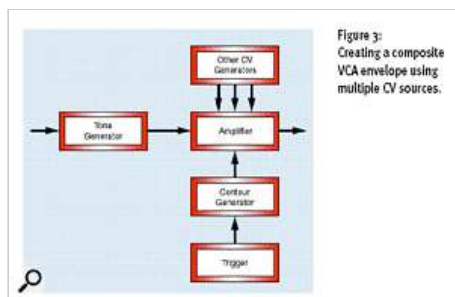 Figure 3:
Creating a composite
VCA envelope using
multiple CV sources.
Other CV
Generators
Tone
Generator
Amplifier
Contour
Generator
Trigger